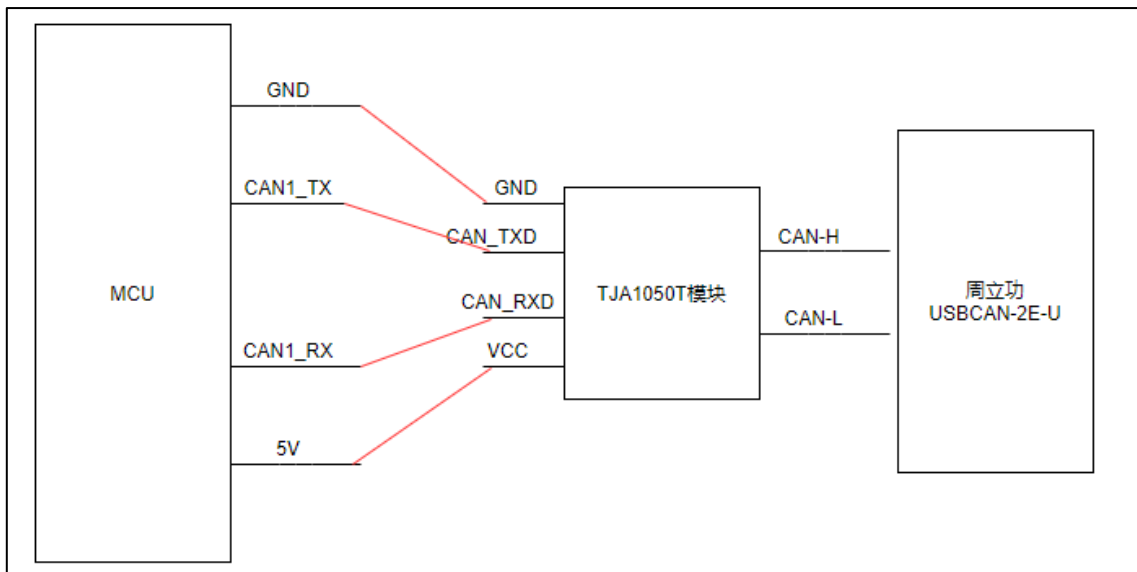 GND
CAN1_TX
GND
CAN_TXD
CAN-H
MCU
CAN_RXD
TJA1050T模块
周立功
USBCAN-2E-U
CAN1_RX
VCC
CAN-L
5V